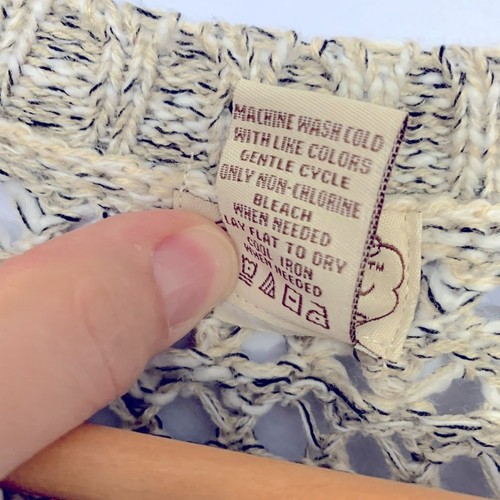 MACHINE WASH COLD
WITH LIKE COLORS
GENTLE CYCLE
ONLY NON-CHLORINE
BLEACH
WHEN NEEDED
LAY FLAT TO DRY
COOL IRON
WHEN NEEDED
TM